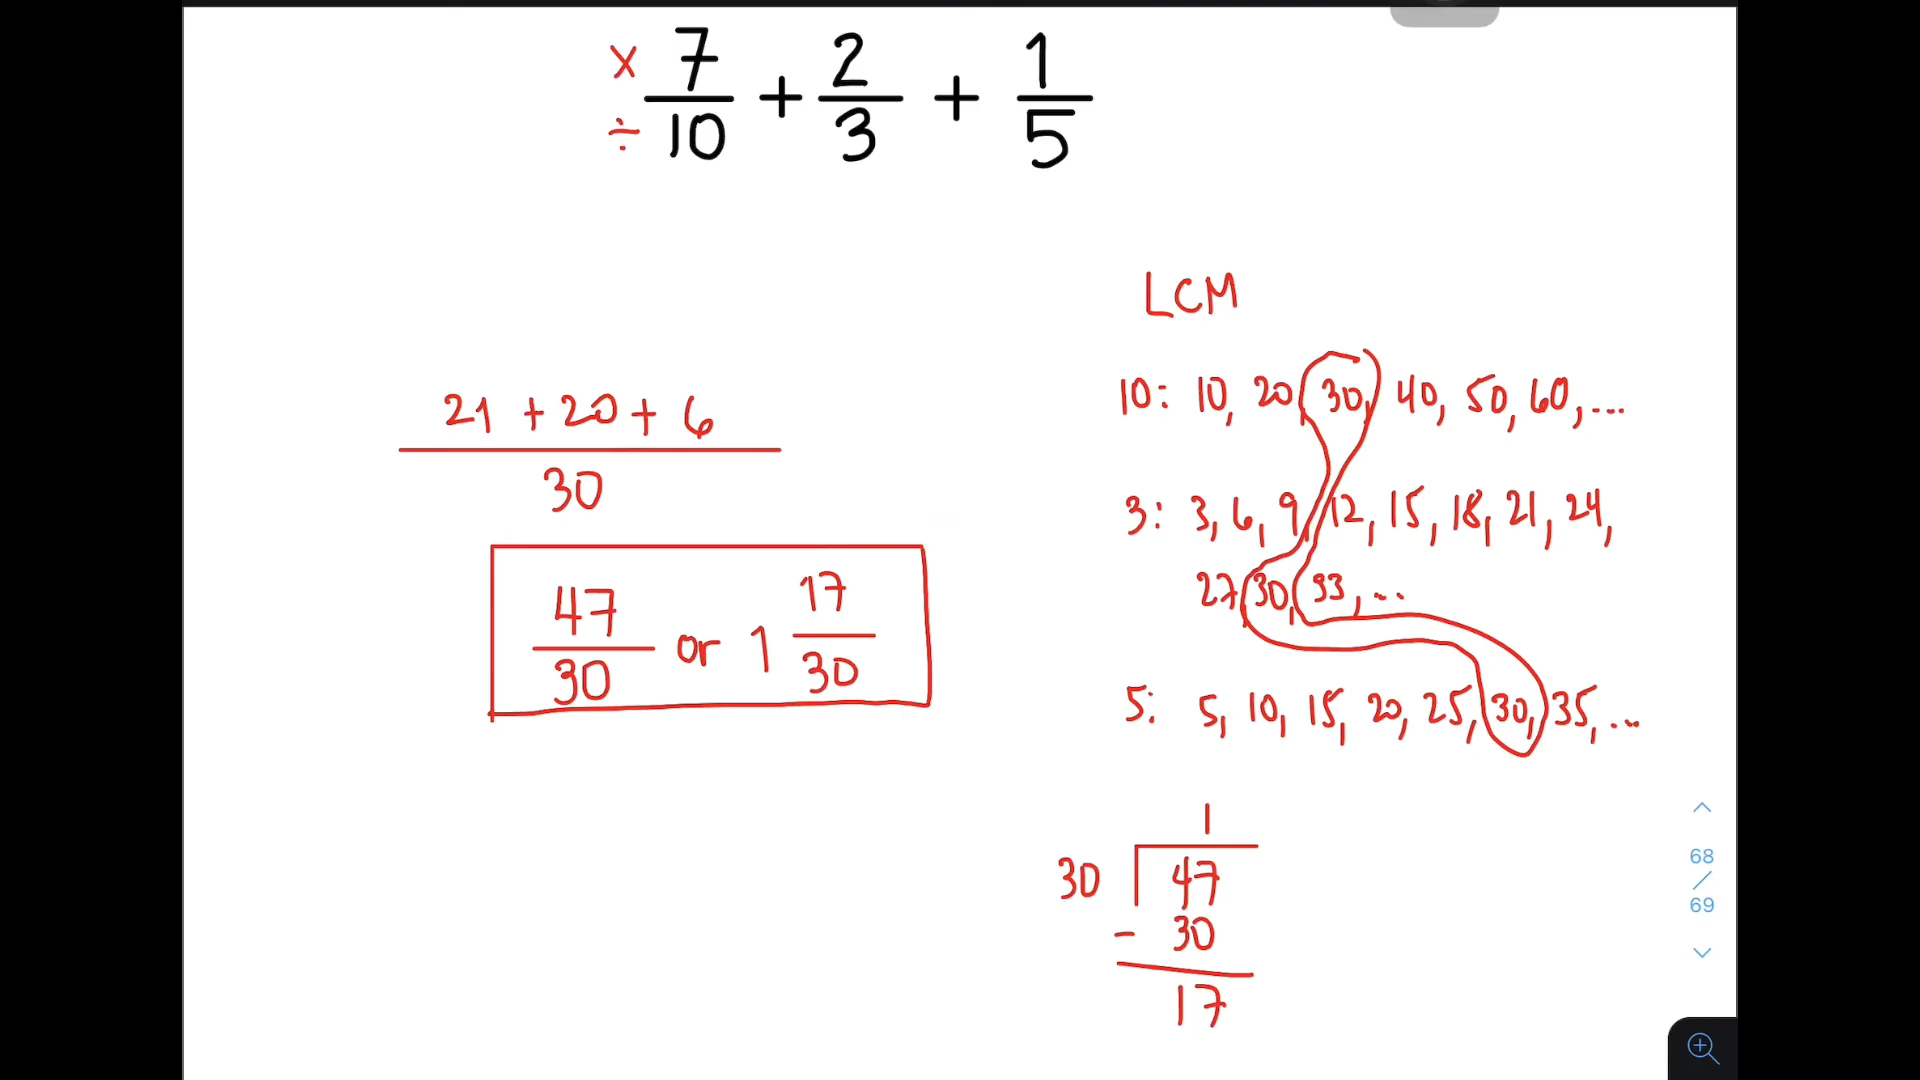 × 7/10 + 2/3 + 1/5
÷
LCM
10: 10, 20, 30, 40, 50, 60, ...
3: 3, 6, 9, 12, 15, 18, 21, 24,
27, 30, 33, ...
5: 5, 10, 15, 20, 25, 30, 35, ...
21 + 20 + 6
30
47/30 or 1 17/30
1
30 47
- 30
17
68
/
69